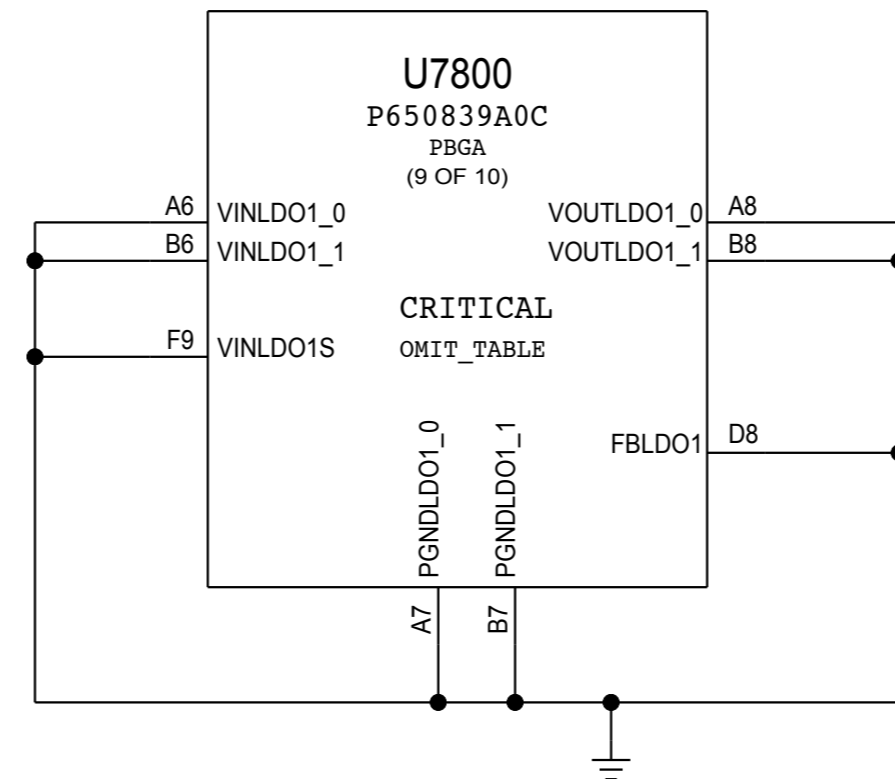 U7800
P650839A0C
PBGA
(9 OF 10)
A6 VINLDO1_0 VOUTLDO1_0 A8
B6 VINLDO1_1 VOUTLDO1_1 B8
CRITICAL
F9 VINLDO1S OMIT_TABLE
FBLDO1 D8
PGNDLDO1_0
PGNDLDO1_1
A7
B7